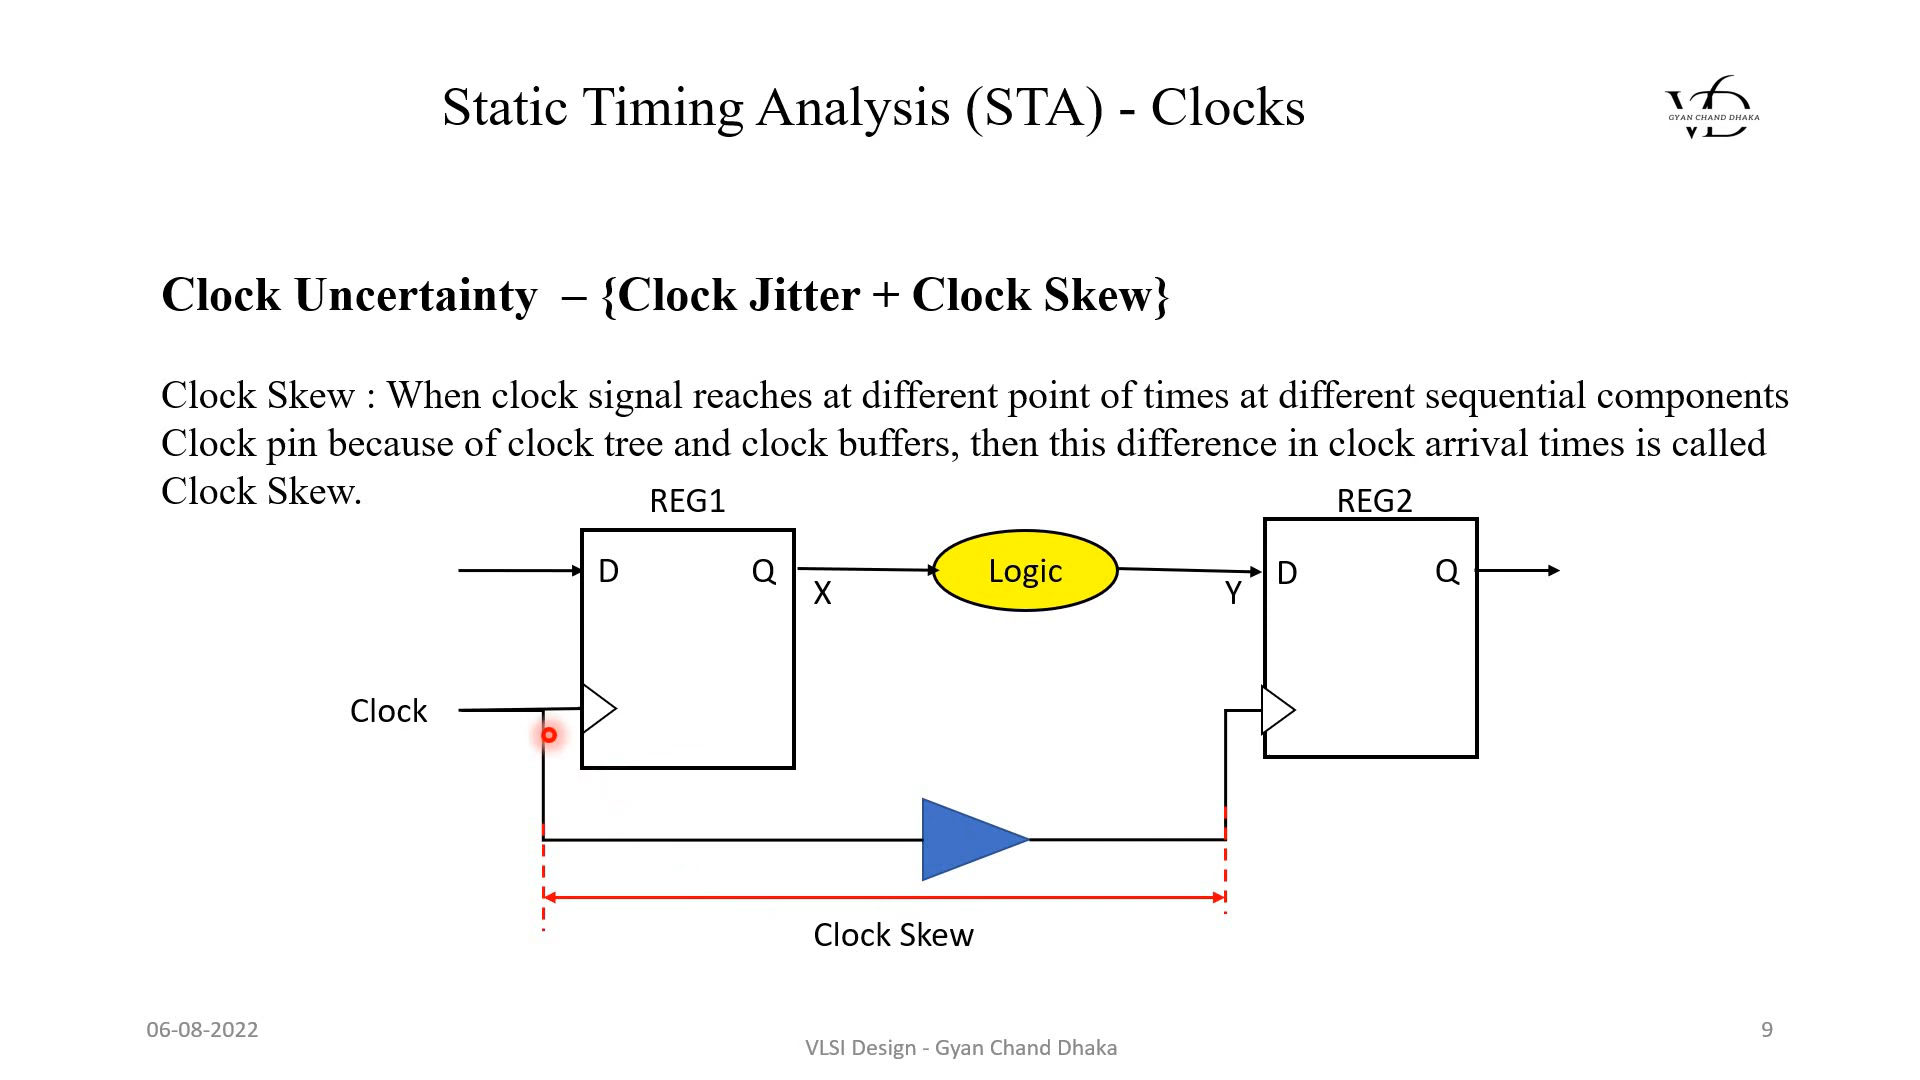 Static Timing Analysis (STA) - Clocks
VD
GYAN CHAND DHAKA
Clock Uncertainty – {Clock Jitter + Clock Skew}
Clock Skew : When clock signal reaches at different point of times at different sequential components
Clock pin because of clock tree and clock buffers, then this difference in clock arrival times is called
Clock Skew.
REG1
REG2
D
Q
Logic
D
Q
X
Y
Clock
Clock Skew
06-08-2022
VLSI Design - Gyan Chand Dhaka
9